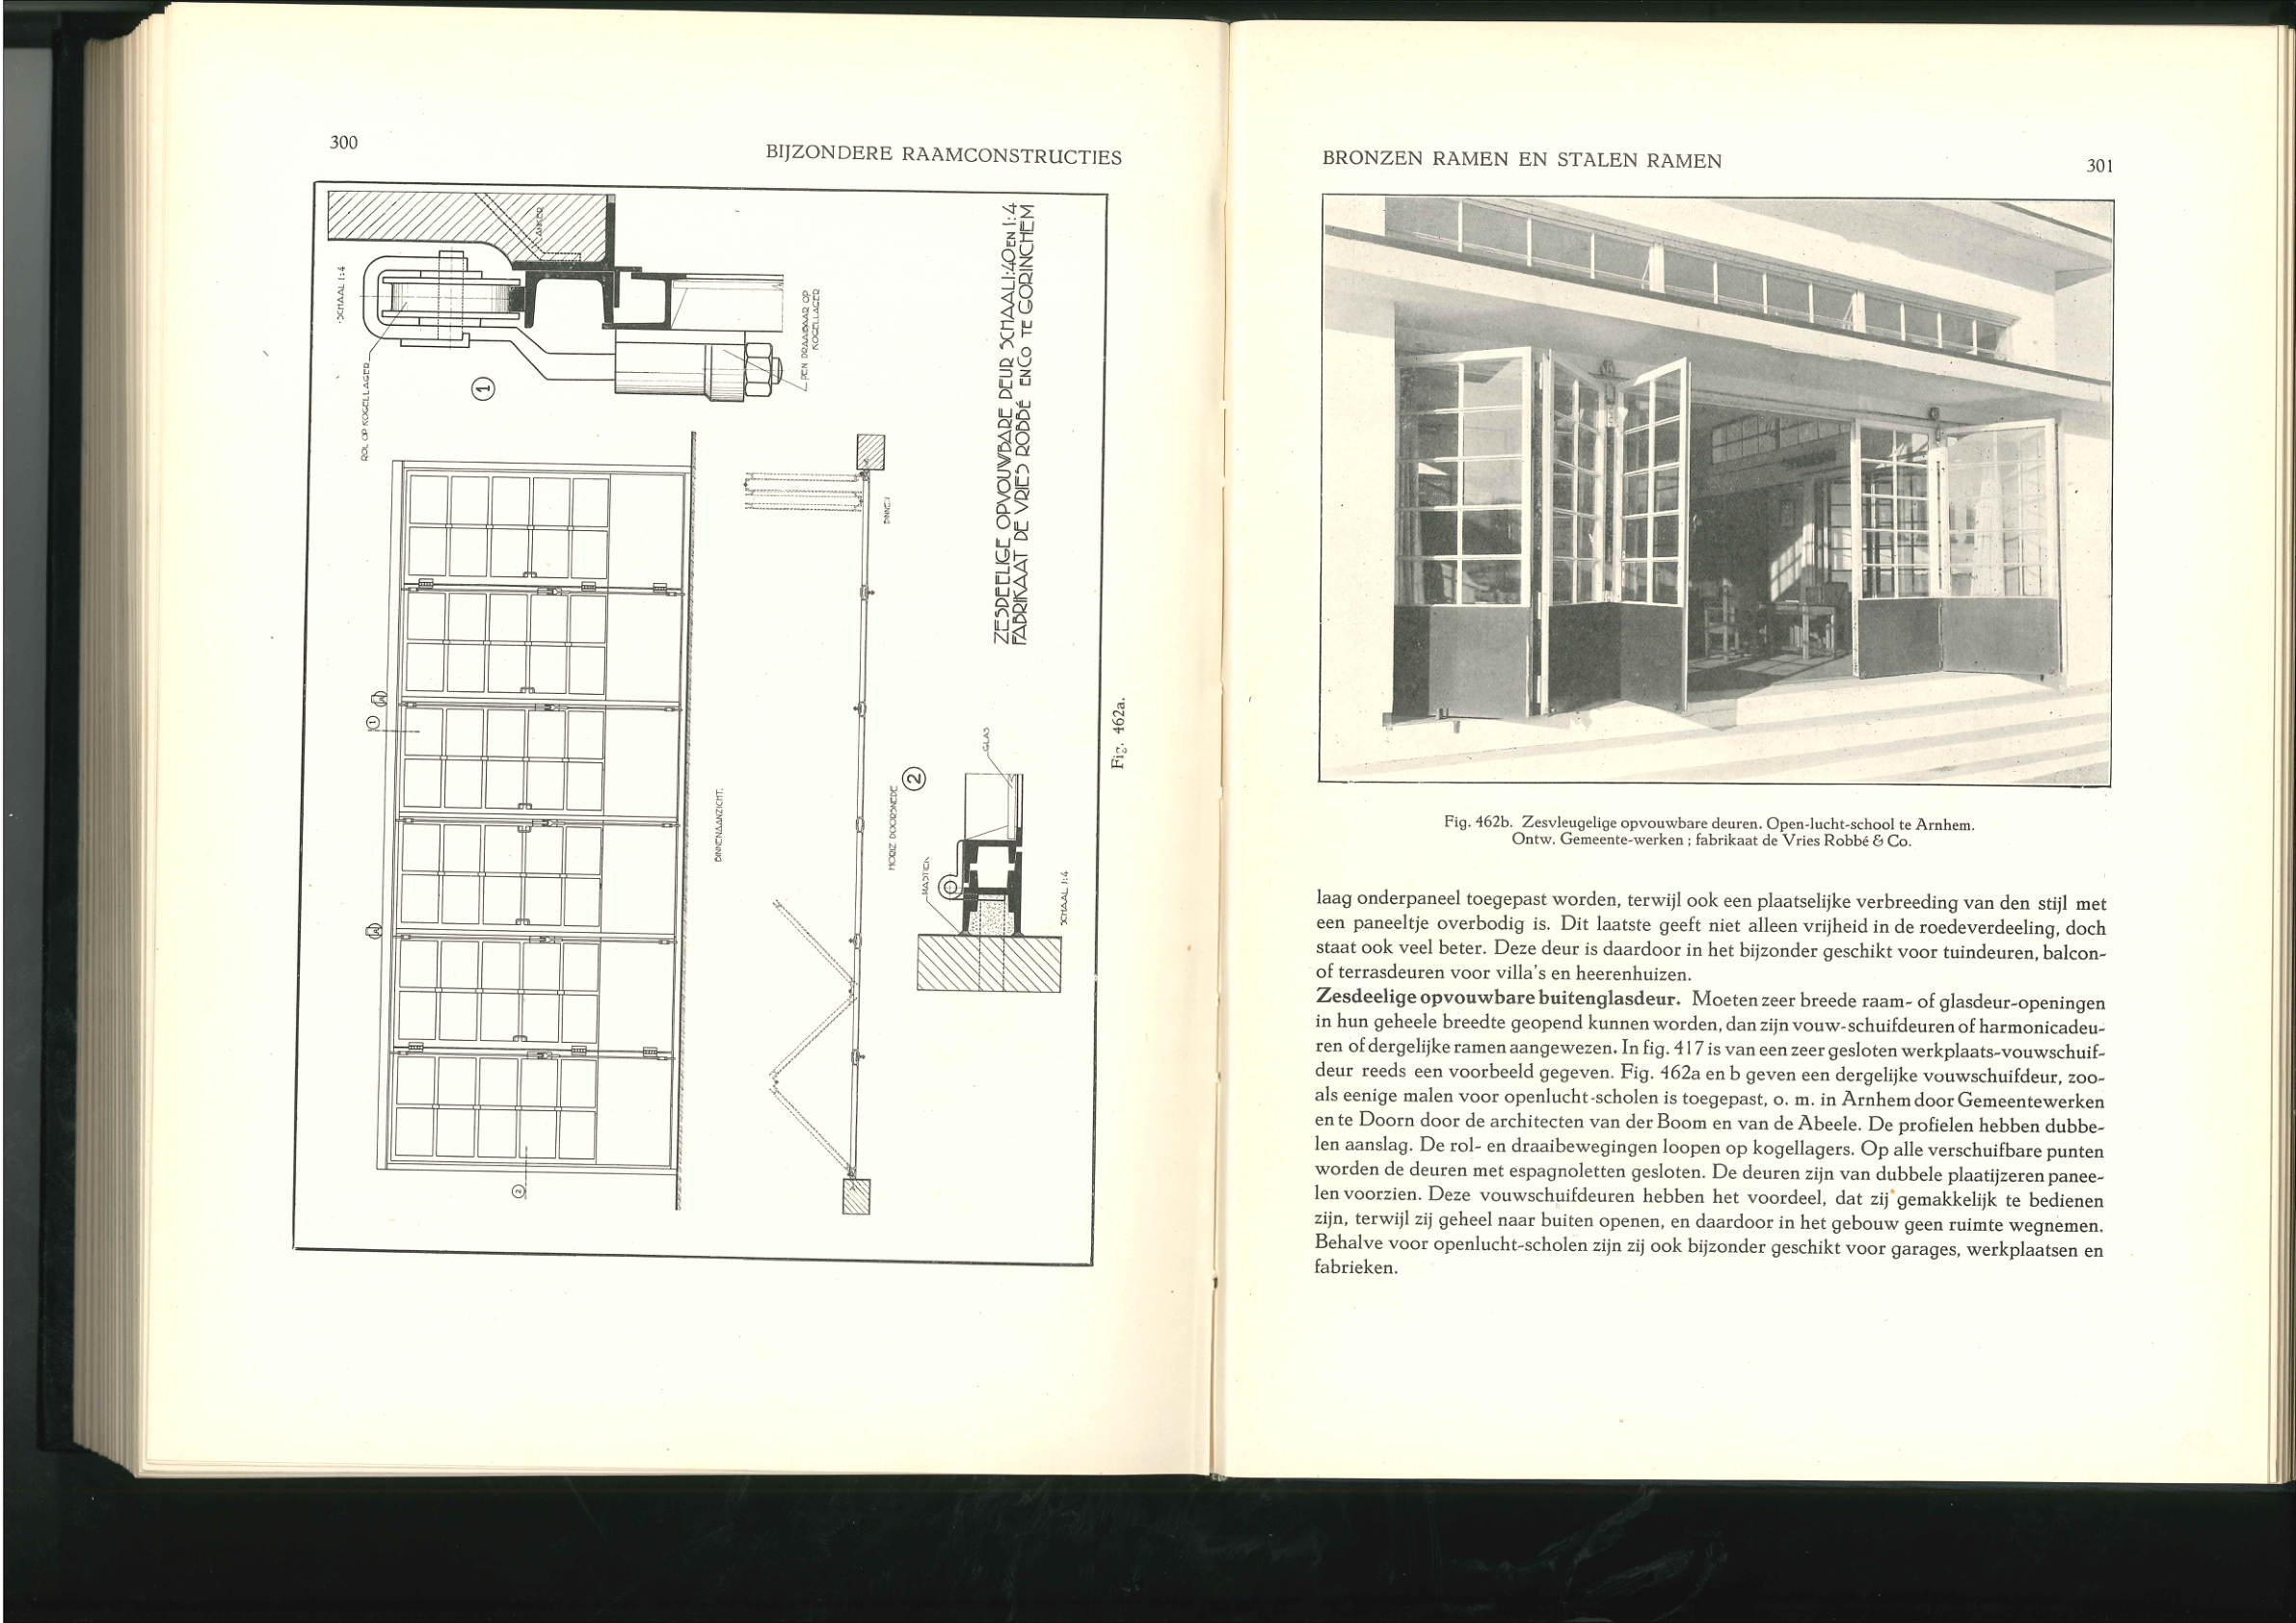 300
BIJZONDERE RAAMCONSTRUCTIES
SCHAAL 1:4
ROL OP KOGELLAGER
ANKER
1
PEN DRAAIBAAR OP
KOGELLAGER
ZESDEELIGE OPVOUWBARE DEUR SCHAAL 1:40 EN 1:4
FABRIKAAT DE VRIES ROBBÉ EN CO TE GORINCHEM
1
2
BINNENAANZICHT.
BINNEN
HORIZ DOORSNEDE
2
GLAS
MASTIEK
SCHAAL 1:4
Fig. 462a.
BRONZEN RAMEN EN STALEN RAMEN
301
Fig. 462b. Zesvleugelige opvouwbare deuren. Open-lucht-school te Arnhem.
Ontw. Gemeente-werken ; fabrikaat de Vries Robbé & Co.
laag onderpaneel toegepast worden, terwijl ook een plaatselijke verbreeding van den stijl met
een paneeltje overbodig is. Dit laatste geeft niet alleen vrijheid in de roedeverdeeling, doch
staat ook veel beter. Deze deur is daardoor in het bijzonder geschikt voor tuindeuren, balcon-
of terrasdeuren voor villa's en heerenhuizen.
Zesdeelige opvouwbare buitenglasdeur. Moeten zeer breede raam- of glasdeur-openingen
in hun geheele breedte geopend kunnen worden, dan zijn vouw-schuifdeuren of harmonicadeu-
ren of dergelijke ramen aangewezen. In fig. 417 is van een zeer gesloten werkplaats-vouwschuif-
deur reeds een voorbeeld gegeven. Fig. 462a en b geven een dergelijke vouwschuifdeur, zoo-
als eenige malen voor openlucht-scholen is toegepast, o. m. in Arnhem door Gemeentewerken
en te Doorn door de architecten van der Boom en van de Abeele. De profielen hebben dubbe-
len aanslag. De rol- en draaibewegingen loopen op kogellagers. Op alle verschuifbare punten
worden de deuren met espagnoletten gesloten. De deuren zijn van dubbele plaatijzeren panee-
len voorzien. Deze vouwschuifdeuren hebben het voordeel, dat zij gemakkelijk te bedienen
zijn, terwijl zij geheel naar buiten openen, en daardoor in het gebouw geen ruimte wegnemen.
Behalve voor openlucht-scholen zijn zij ook bijzonder geschikt voor garages, werkplaatsen en
fabrieken.